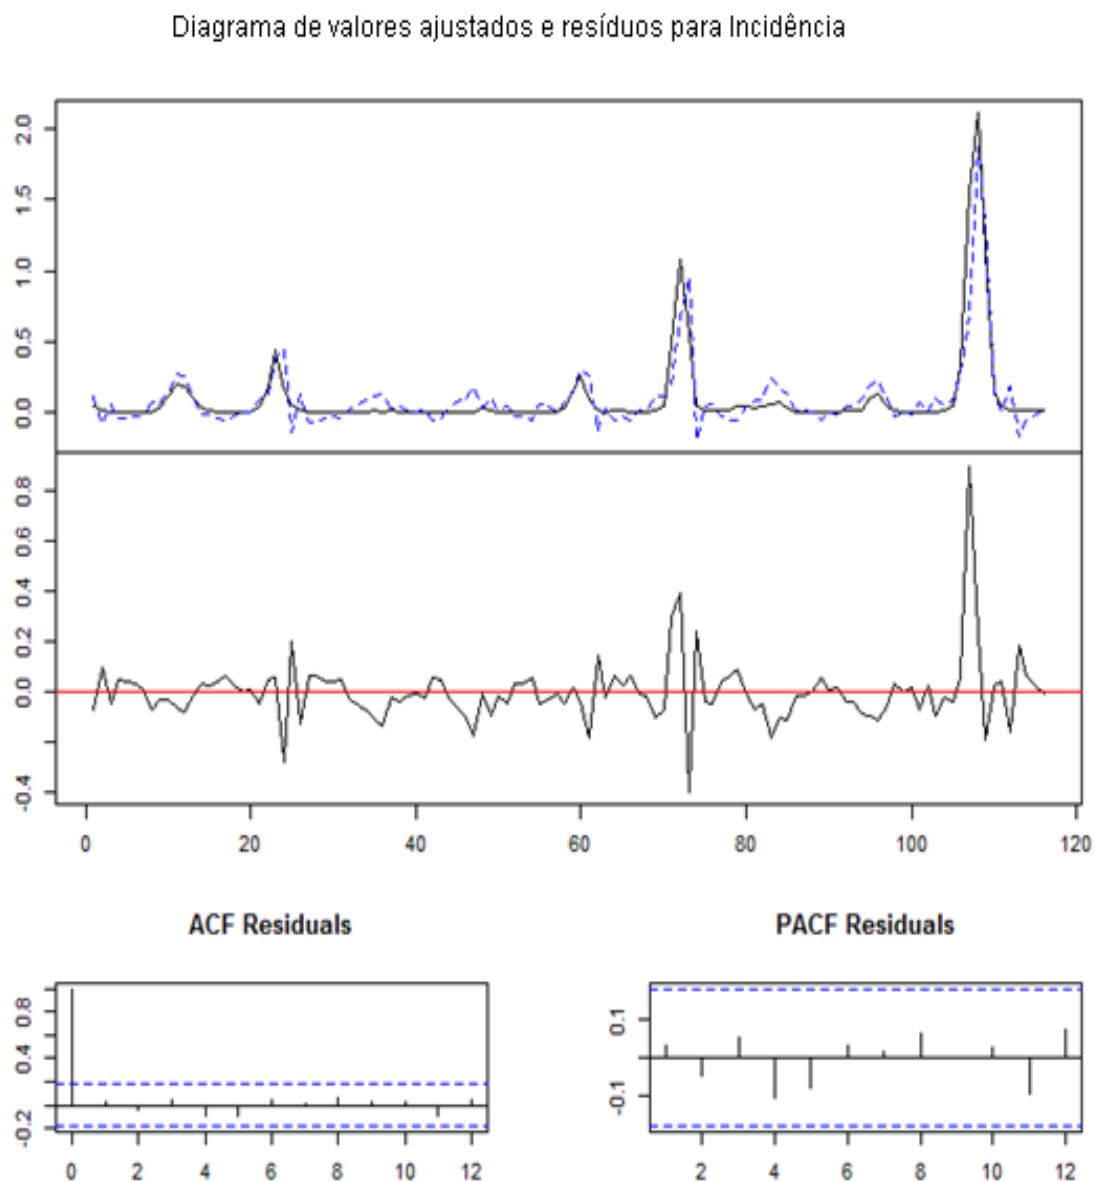 Diagrama de valores ajustados e resíduos para Incidência
2.0
1.5
1.0
0.5
0.0
0.8
0.6
0.4
0.2
0.0
-0.4
0 20 40 60 80 100 120
ACF Residuals
PACF Residuals
0.8
0.4
-0.2
0 2 4 6 8 10 12
0.1
-0.1
2 4 6 8 10 12